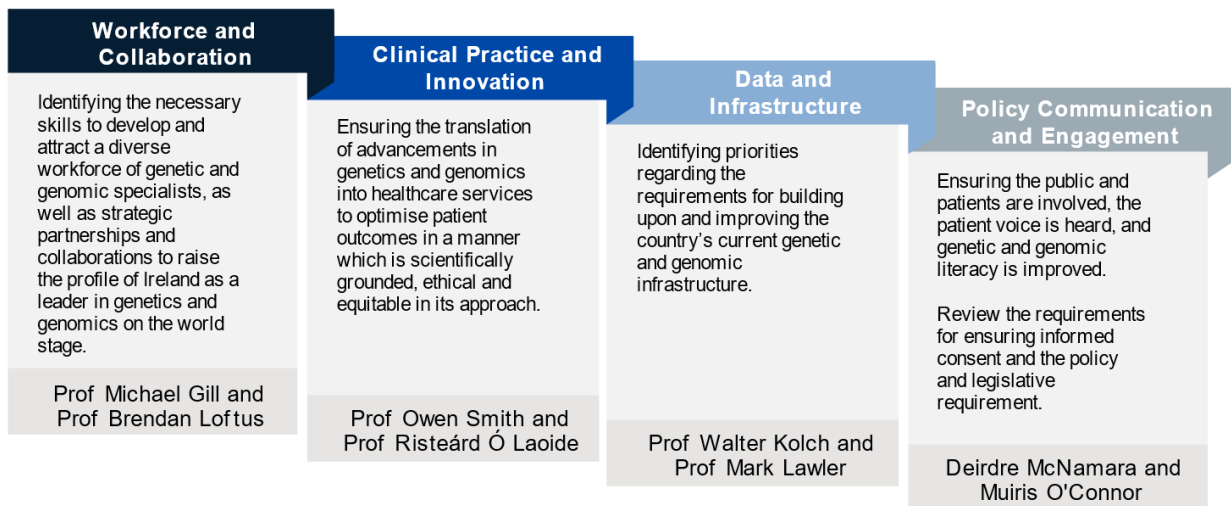 Workforce and
Collaboration
Identifying the necessary
skills to develop and
attract a diverse
workforce of genetic and
genomic specialists, as
well as strategic
partnerships and
collaborations to raise
the profile of Ireland as a
leader in genetics and
genomics on the world
stage.
Prof Michael Gill and
Prof Brendan Loftus
Clinical Practice and
Innovation
Ensuring the translation
of advancements in
genetics and genomics
into healthcare services
to optimise patient
outcomes in a manner
which is scientifically
grounded, ethical and
equitable in its approach.
Prof Owen Smith and
Prof Risteárd Ó Laoide
Data and
Infrastructure
Identifying priorities
regarding the
requirements for building
upon and improving the
country’s current genetic
and genomic
infrastructure.
Prof Walter Kolch and
Prof Mark Lawler
Policy Communication
and Engagement
Ensuring the public and
patients are involved, the
patient voice is heard, and
genetic and genomic
literacy is improved.
Review the requirements
for ensuring informed
consent and the policy
and legislative
requirement.
Deirdre McNamara and
Muiris O'Connor